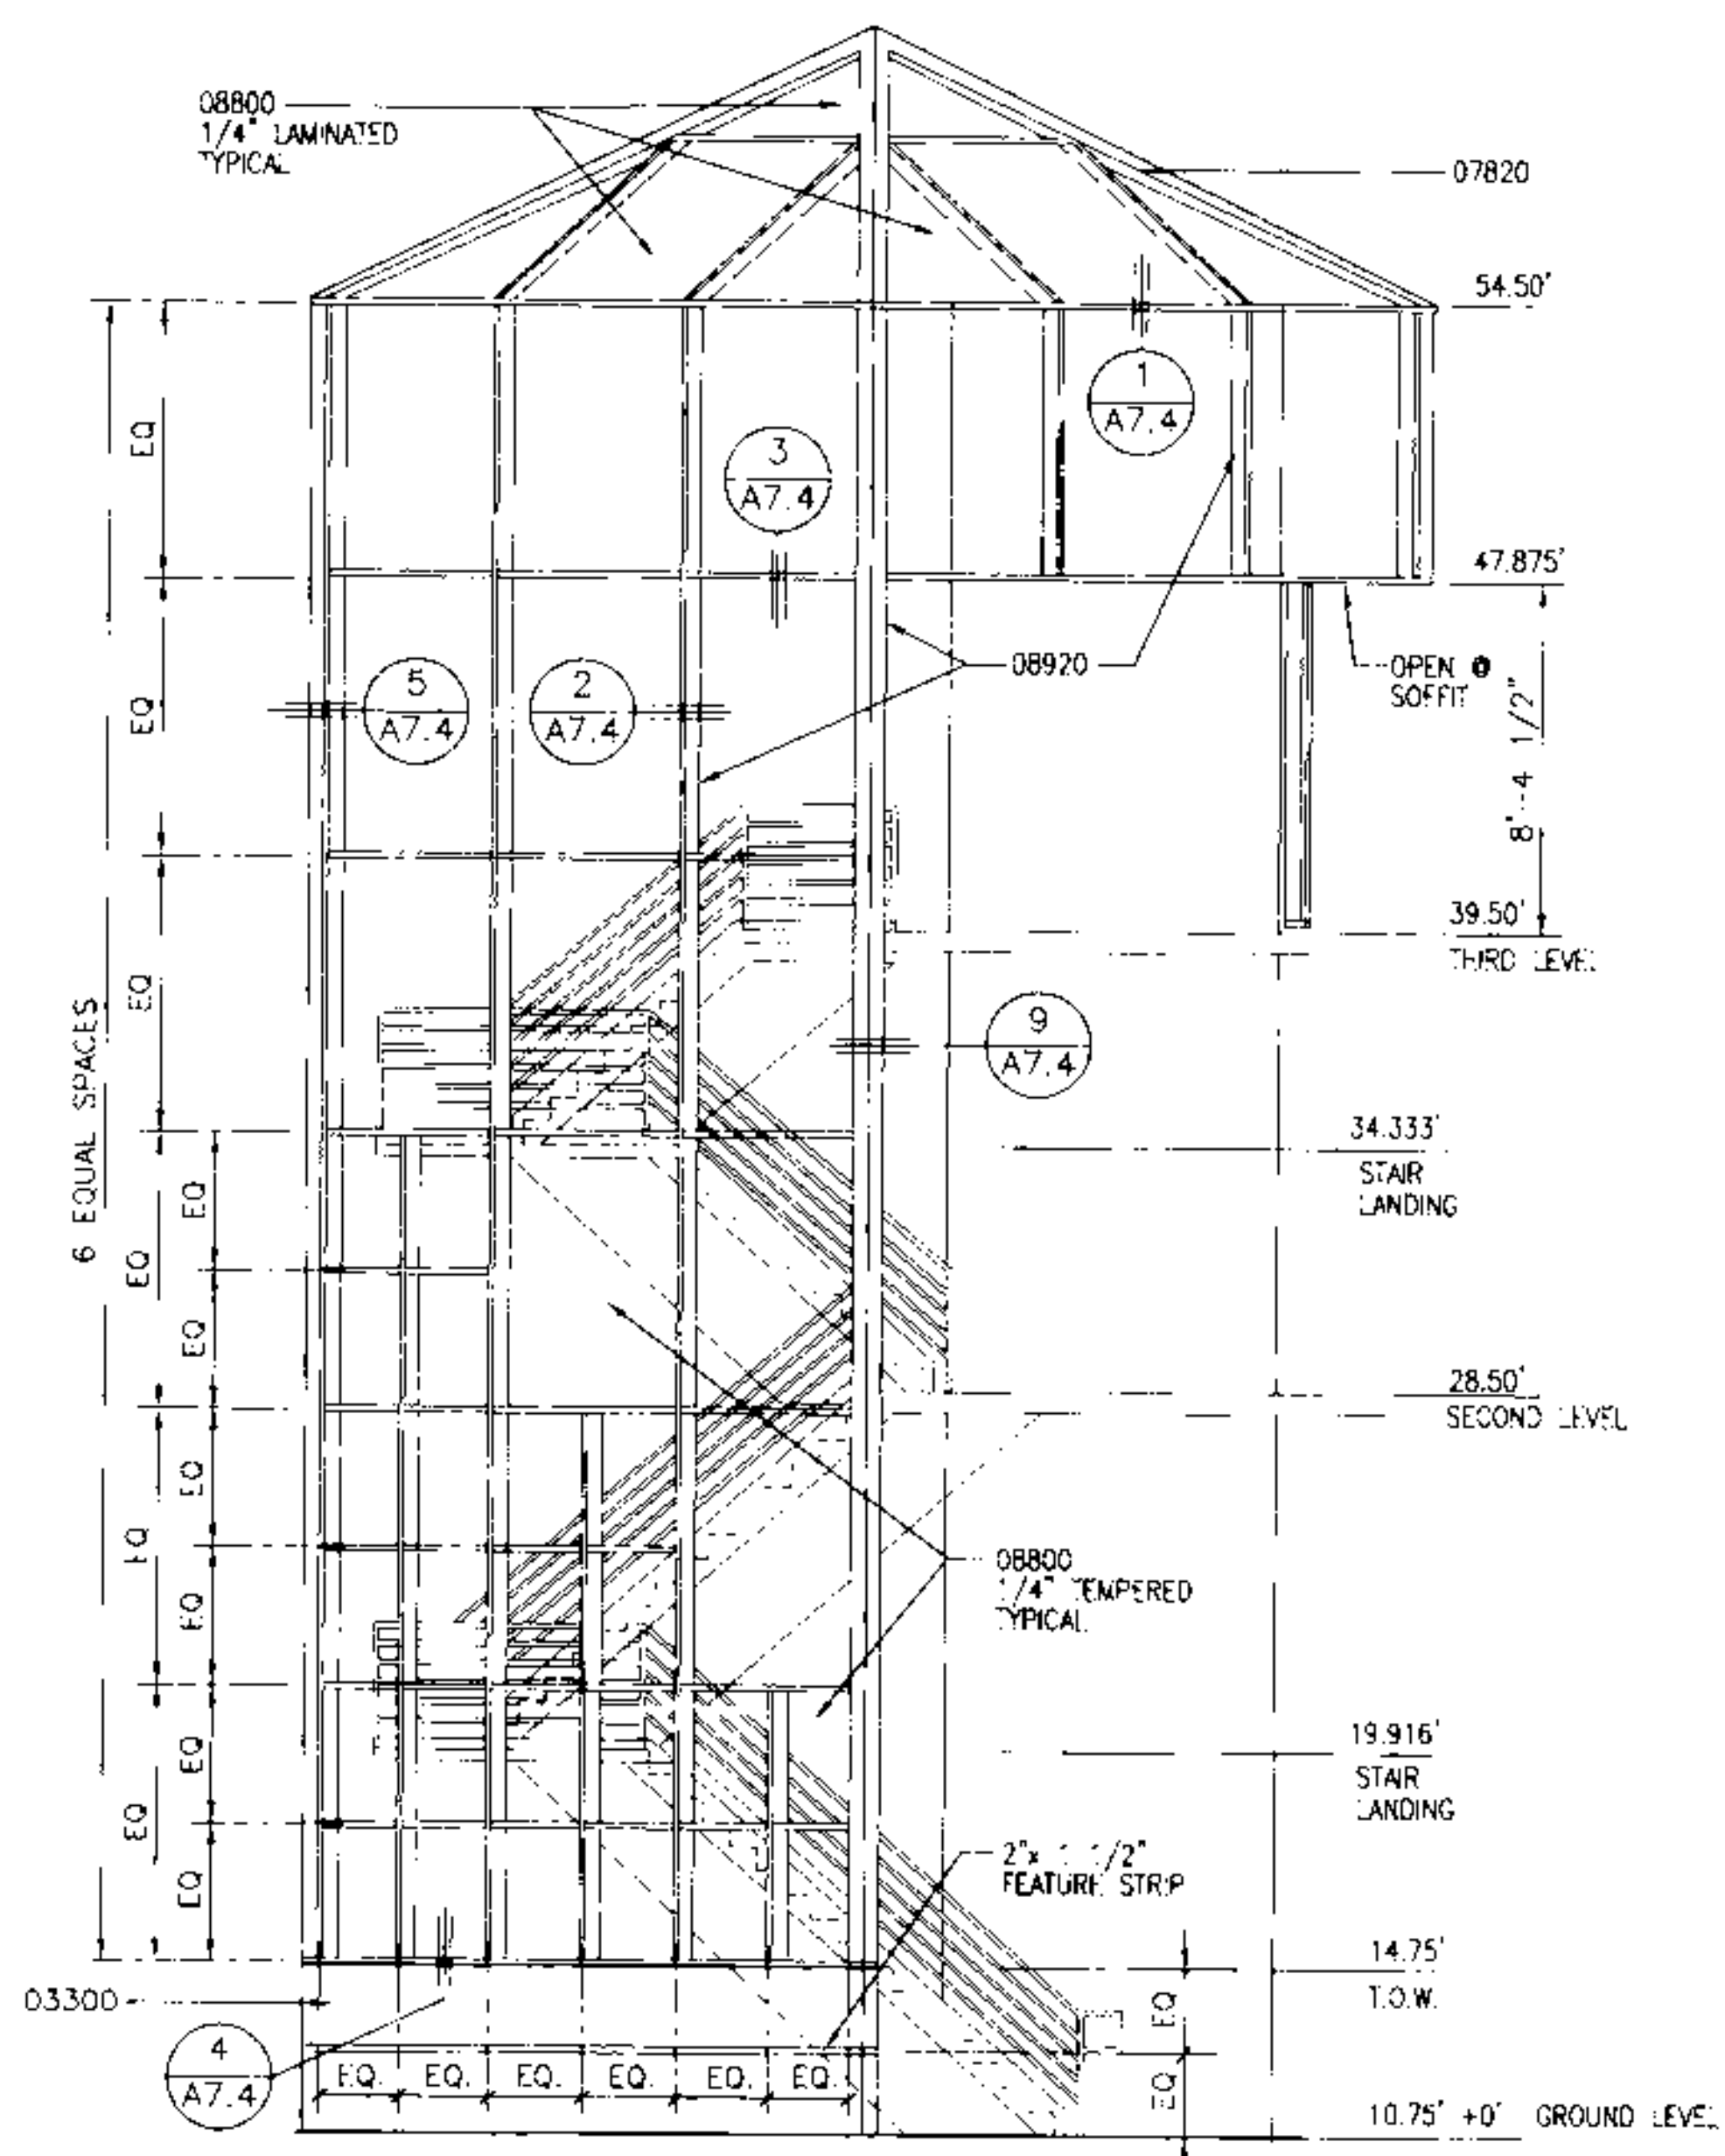 08800
1/4" LAMINATED
TYPICAL
07820
54.50'
1
A7.4
EQ
3
A7.4
47.875'
08920
OPEN @
SOFFIT
5
A7.4
2
A7.4
EQ
8'-4 1/2"
39.50'
THIRD LEVEL
EQ
6 EQUAL SPACES
9
A7.4
34.333'
STAIR
LANDING
EQ
EQ
EQ
28.50'
SECOND LEVEL
EQ
EQ
EQ
08800
1/4" TEMPERED
TYPICAL
19.916'
STAIR
LANDING
EQ
EQ
EQ
FEATURE STRIP
14.75'
T.O.W.
03300
EQ
4
A7.4
EQ. EQ. EQ. EQ. EQ. EQ.
EQ
10.75' +0' GROUND LEVEL